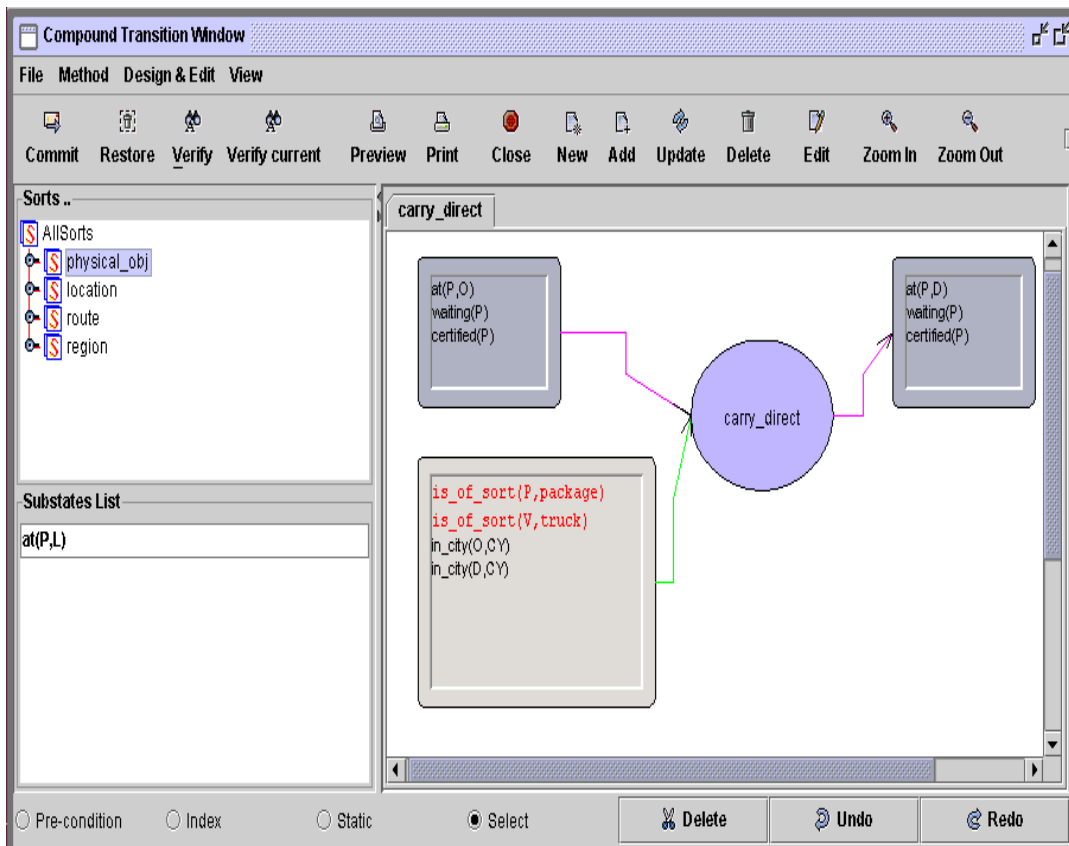 Compound Transition Window
File Method Design & Edit View
Commit Restore Verify Verify current Preview Print Close New Add Update Delete Edit Zoom In Zoom Out
Sorts ..
AllSorts
physical_obj
location
route
region
Substates List
at(P,L)
carry_direct
at(P,O)
waiting(P)
certified(P)
carry_direct
at(P,D)
waiting(P)
certified(P)
is_of_sort(P,package)
is_of_sort(V,truck)
in_city(O,CY)
in_city(D,CY)
Pre-condition Index Static Select Delete Undo Redo